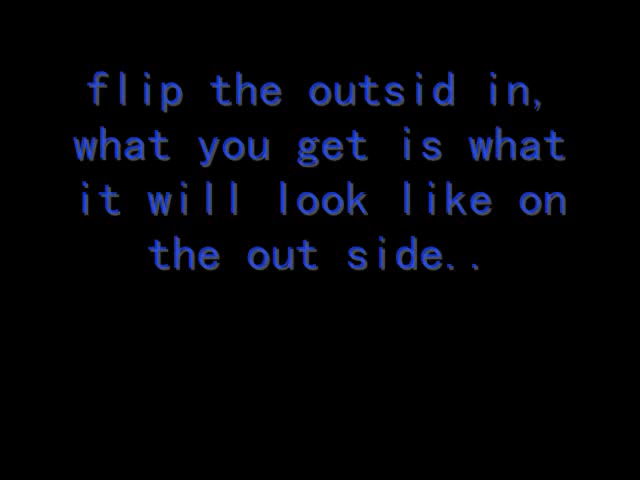 flip the outsid in,
what you get is what
it will look like on
the out side..